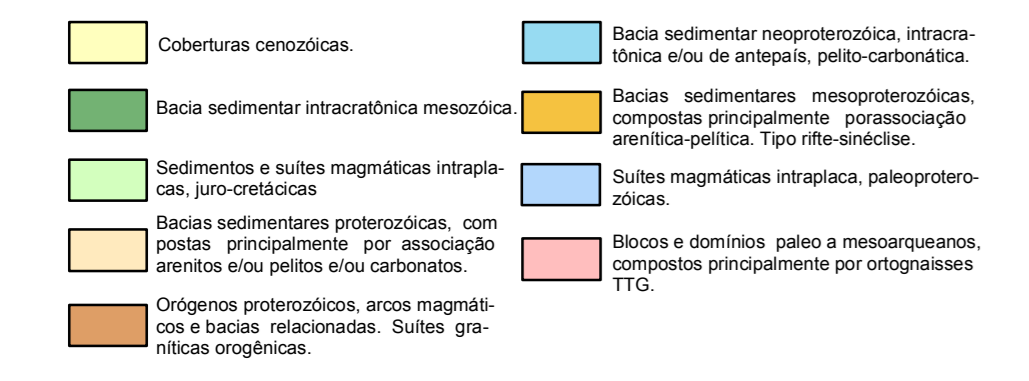 Coberturas cenozóicas.
Bacia sedimentar intracratônica mesozóica.
Sedimentos e suítes magmáticas intrapla-
cas, juro-cretácicas
Bacias sedimentares proterozóicas, com
postas principalmente por associação
arenitos e/ou pelitos e/ou carbonatos.
Orógenos proterozóicos, arcos magmáti-
cos e bacias relacionadas. Suítes gra-
níticas orogênicas.
Bacia sedimentar neoproterozóica, intracra-
tônica e/ou de antepaís, pelito-carbonática.
Bacias sedimentares mesoproterozóicas,
compostas principalmente porassociação
arenítica-pelítica. Tipo rifte-sinéclise.
Suítes magmáticas intraplaca, paleoprotero-
zóicas.
Blocos e domínios paleo a mesoarqueanos,
compostos principalmente por ortognaisses
TTG.